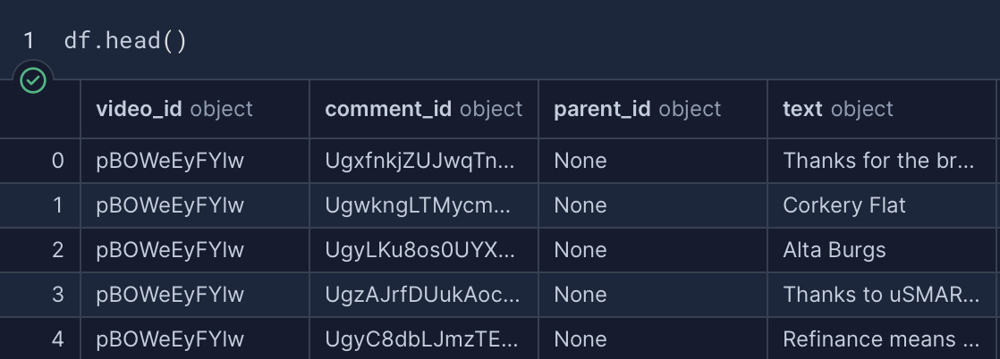 1 df.head()
video_id object comment_id object parent_id object text object
0 pBOWeEyFYlw UgxfnkjZUJwqTn... None Thanks for the br...
1 pBOWeEyFYlw UgwkngLTMycm... None Corkery Flat
2 pBOWeEyFYlw UgyLKu8os0UYX... None Alta Burgs
3 pBOWeEyFYlw UgzAJrfDUukAoc... None Thanks to uSMAR...
4 pBOWeEyFYlw UgyC8dbLJmzTE... None Refinance means ...